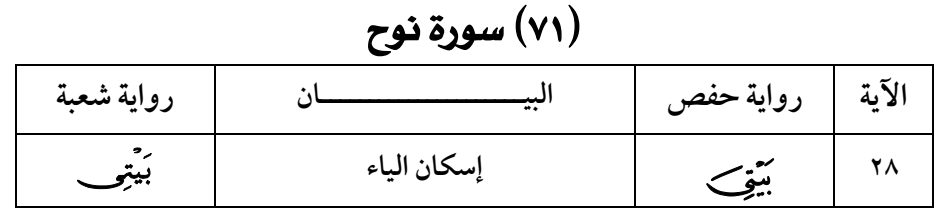 (٧١) سورة نوح
الآية رواية حفص البيـــــــــــــــان رواية شعبة
٢٨ بَيْتِيَ إسكان الياء بَيْتِى